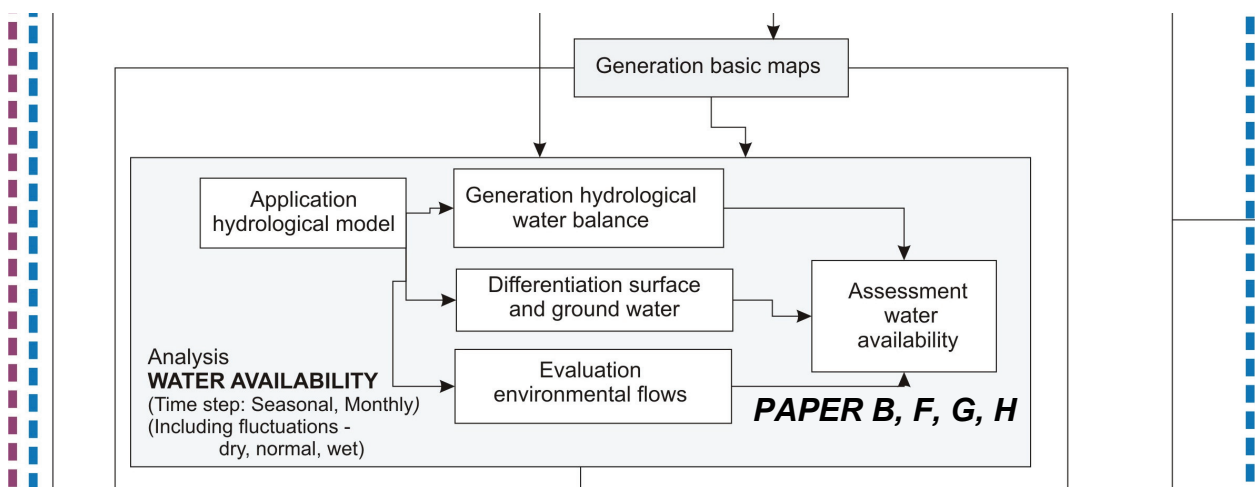 Generation basic maps
Application
hydrological model
Generation hydrological
water balance
Differentiation surface
and ground water
Assessment
water
availability
Evaluation
environmental flows
Analysis
WATER AVAILABILITY
(Time step: Seasonal, Monthly)
(Including fluctuations -
dry, normal, wet)
PAPER B, F, G, H